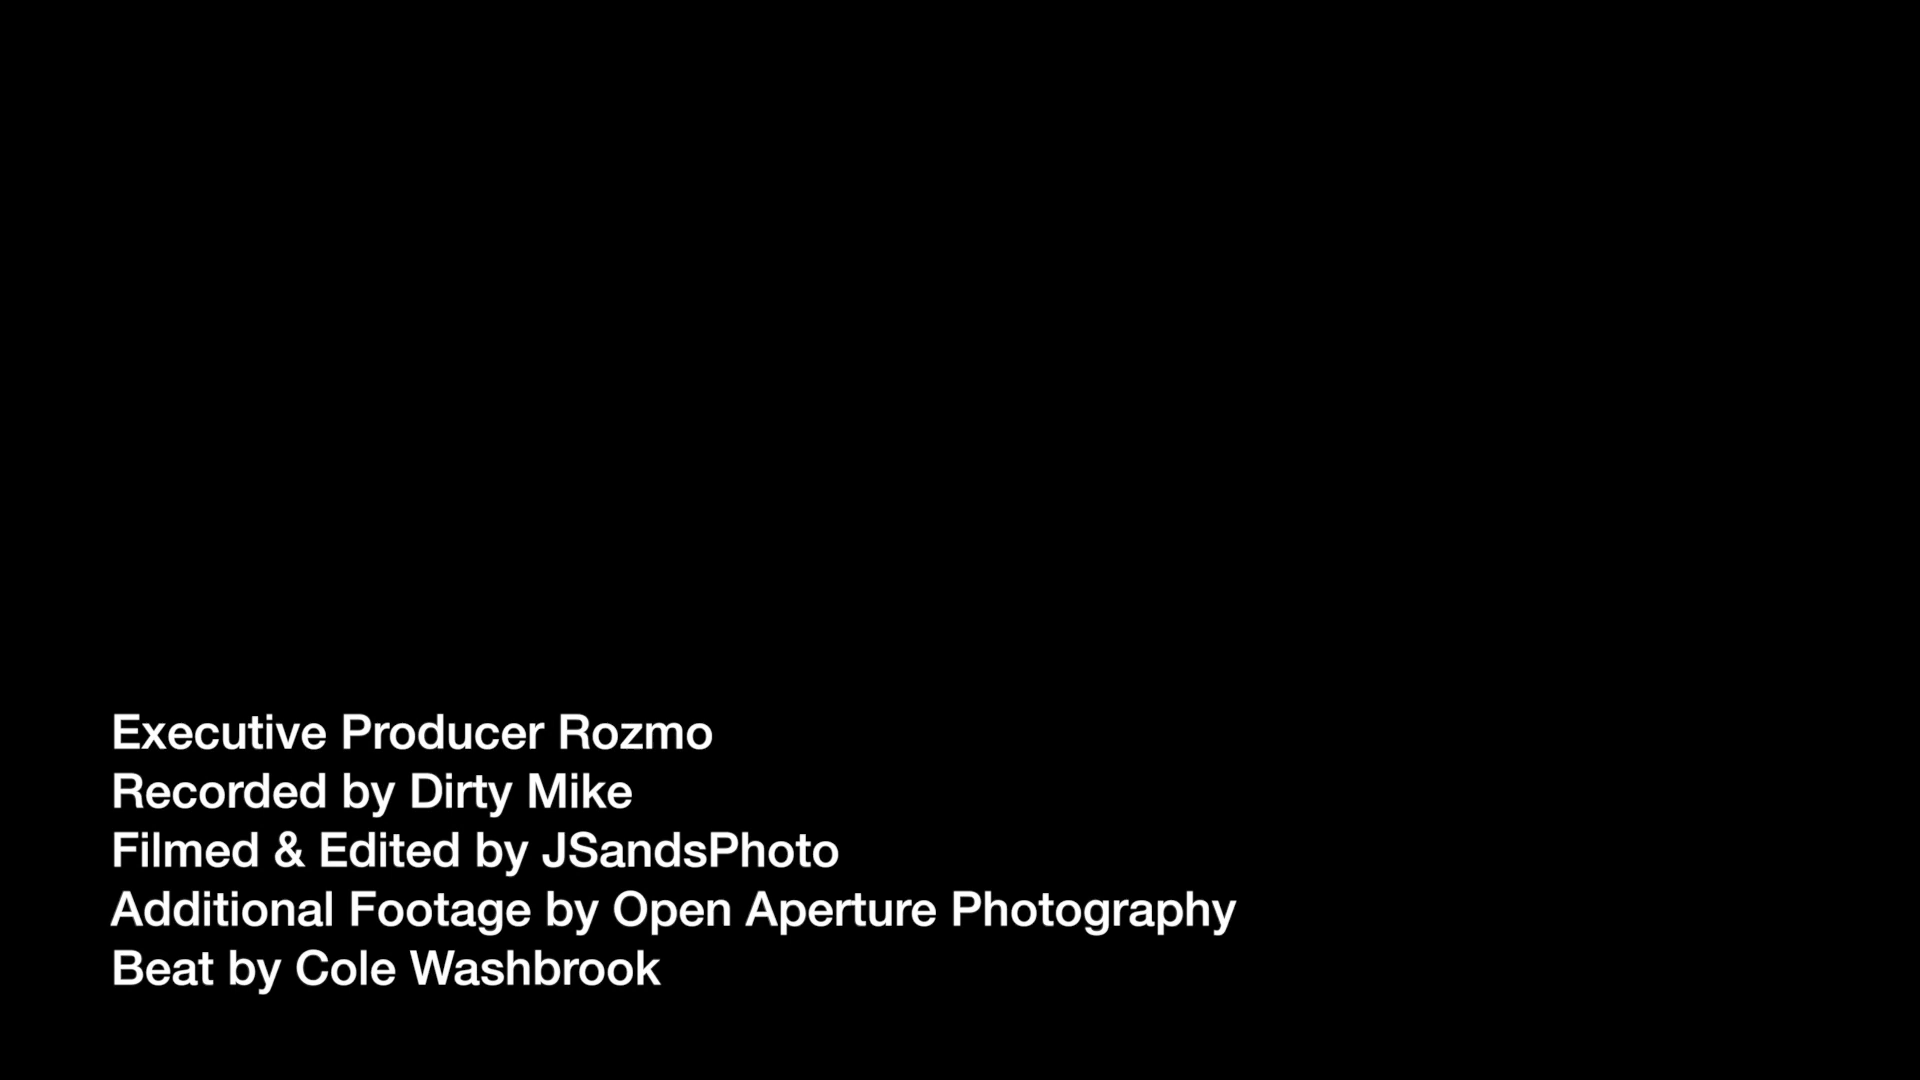 Executive Producer Rozmo
Recorded by Dirty Mike
Filmed & Edited by JSandsPhoto
Additional Footage by Open Aperture Photography
Beat by Cole Washbrook